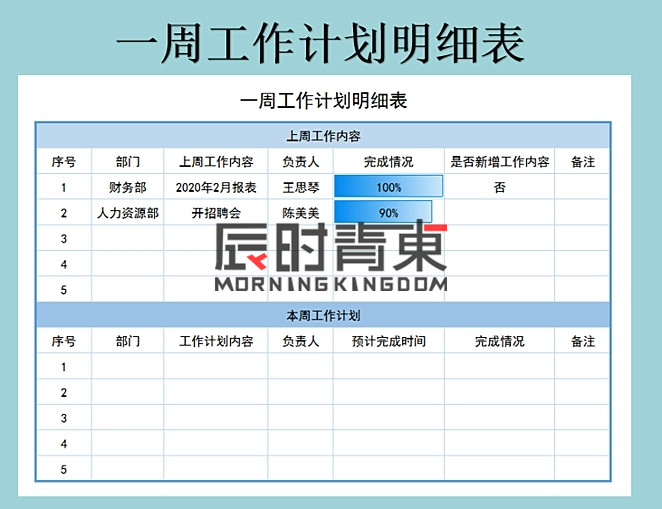 一周工作计划明细表
一周工作计划明细表
上周工作内容
序号 部门 上周工作内容 负责人 完成情况 是否新增工作内容 备注
1 财务部 2020年2月报表 王思琴 100% 否
2 人力资源部 开招聘会 陈美美 90%
3
4
5
辰时青東
MORNINGKINGDOM
本周工作计划
序号 部门 工作计划内容 负责人 预计完成时间 完成情况 备注
1
2
3
4
5